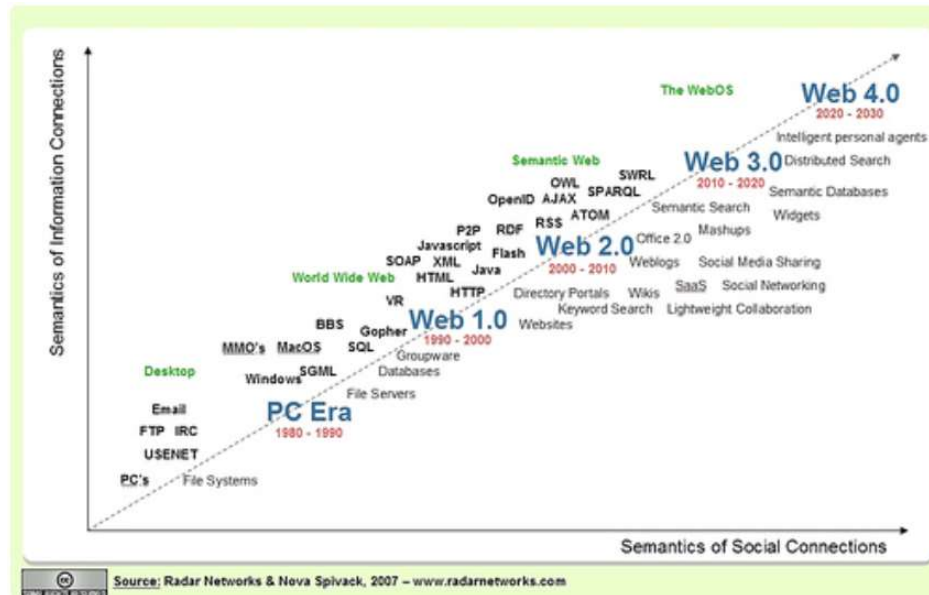 Semantics of Information Connections
The WebOS
Web 4.0
2020 - 2030
Intelligent personal agents
Semantic Web
Web 3.0
Distributed Search
2010 - 2020
SWRL
OWL
SPARQL
Semantic Databases
OpenID
AJAX
Semantic Search
Widgets
ATOM
RSS
Mashups
P2P
RDF
Office 2.0
Javascript
Flash
Web 2.0
2000 - 2010
SOAP
XML
Java
Weblogs
Social Media Sharing
World Wide Web
HTML
SaaS
Social Networking
HTTP
Directory Portals
Wikis
VR
Keyword Search
Lightweight Collaboration
BBS
Gopher
Web 1.0
1990 - 2000
Websites
MMO's
MacOS
SQL
Groupware
Desktop
Windows
SGML
Databases
File Servers
Email
PC Era
1980 - 1990
FTP
IRC
USENET
PC's
File Systems
Semantics of Social Connections
cc
Source: Radar Networks & Nova Spivack, 2007 – www.radarnetworks.com